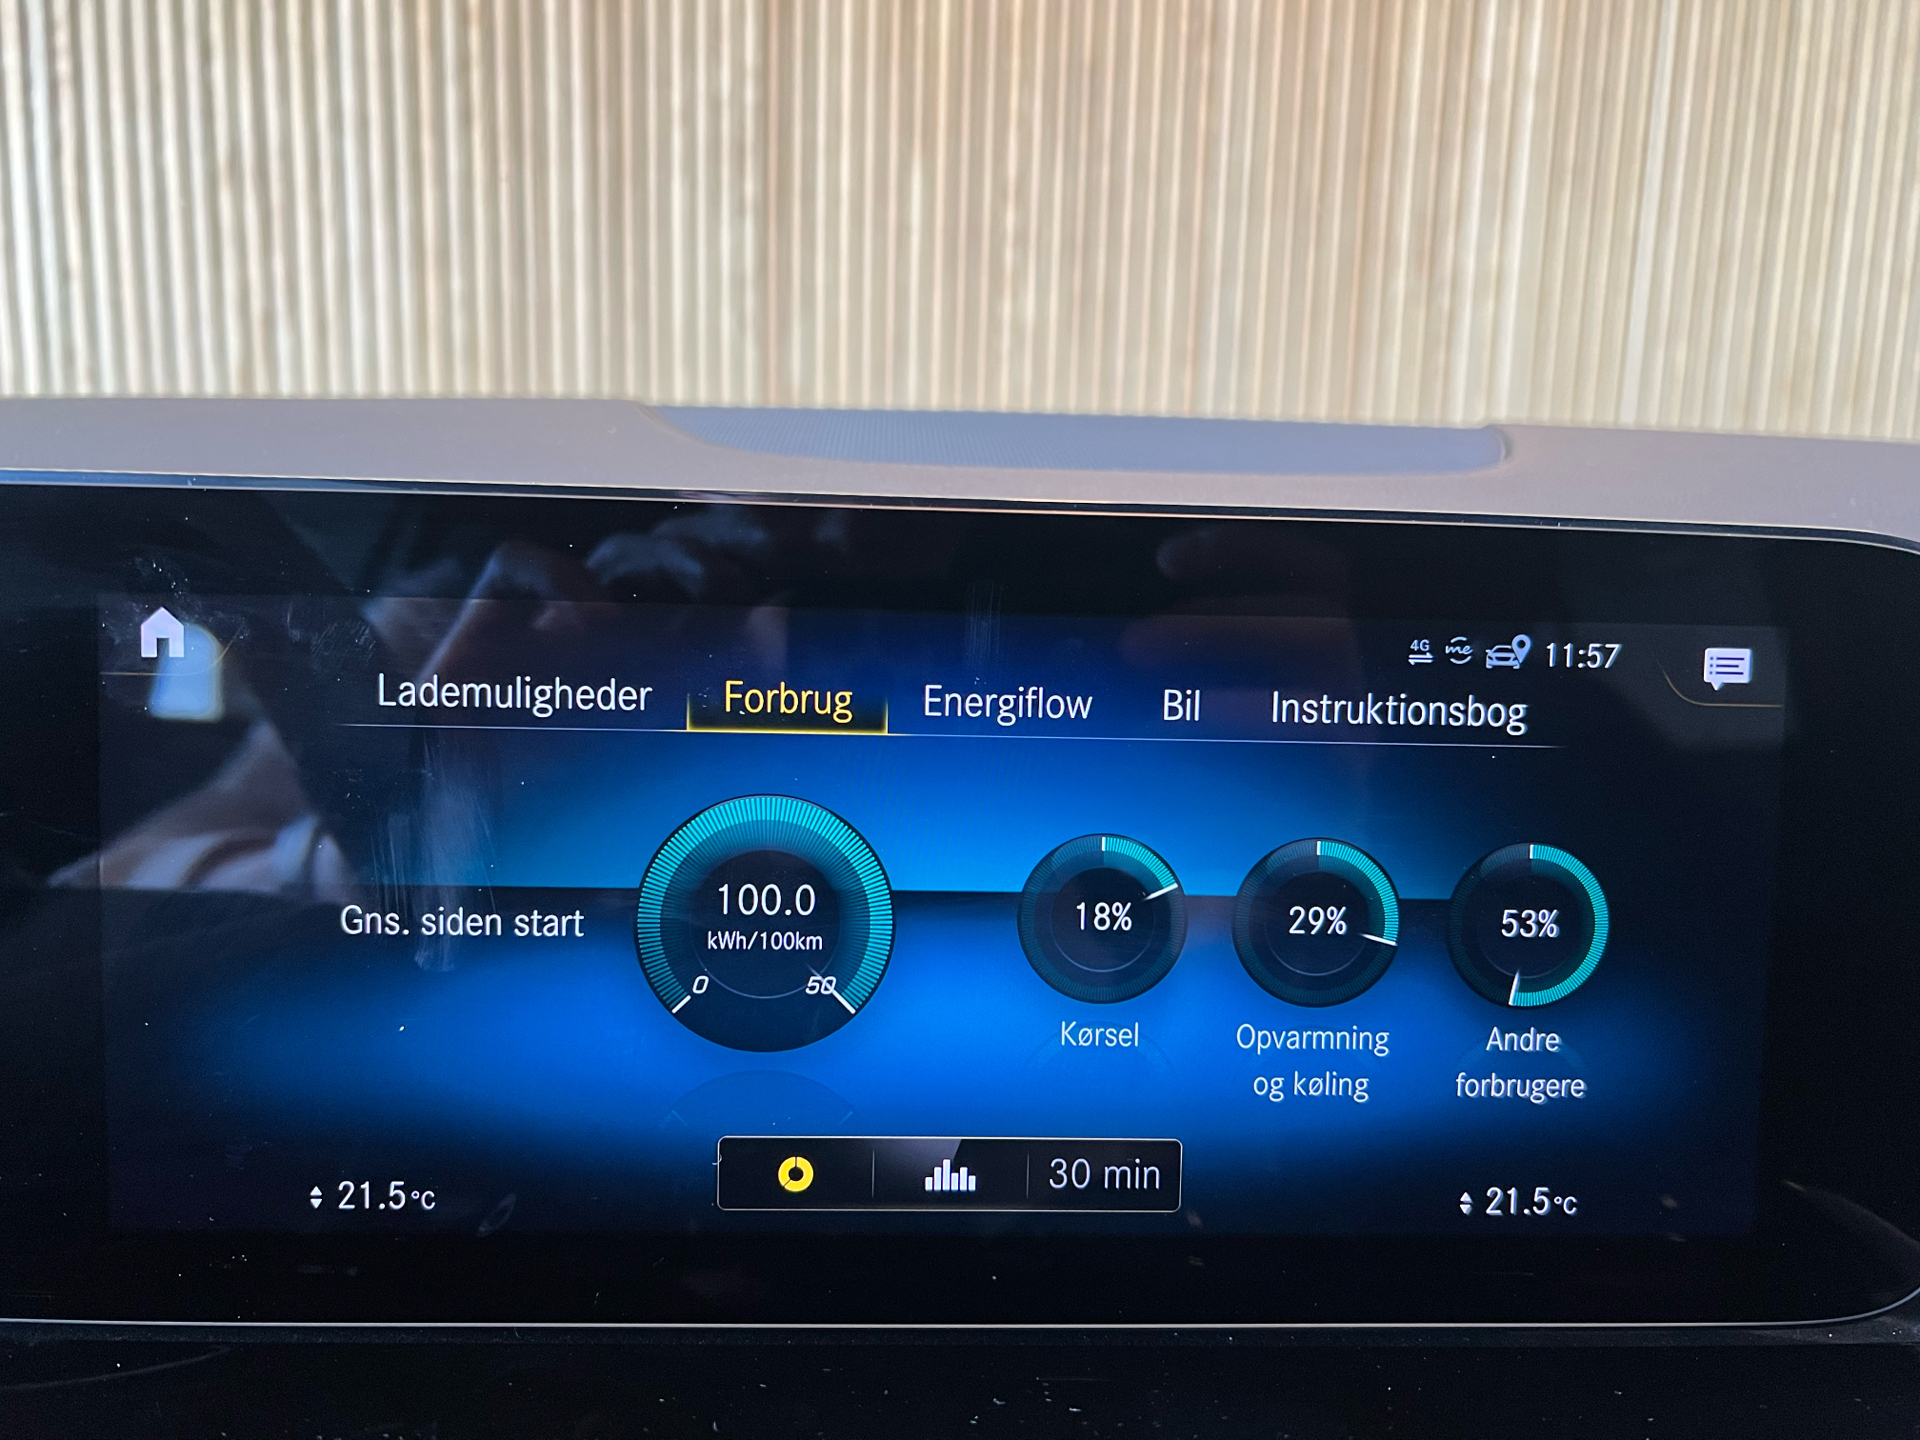 4G me 11:57
Lademuligheder Forbrug Energiflow Bil Instruktionsbog
Gns. siden start
100.0
kWh/100km
0 50
18%
Kørsel
29%
Opvarmning
og køling
53%
Andre
forbrugere
21.5°C
30 min
21.5°C